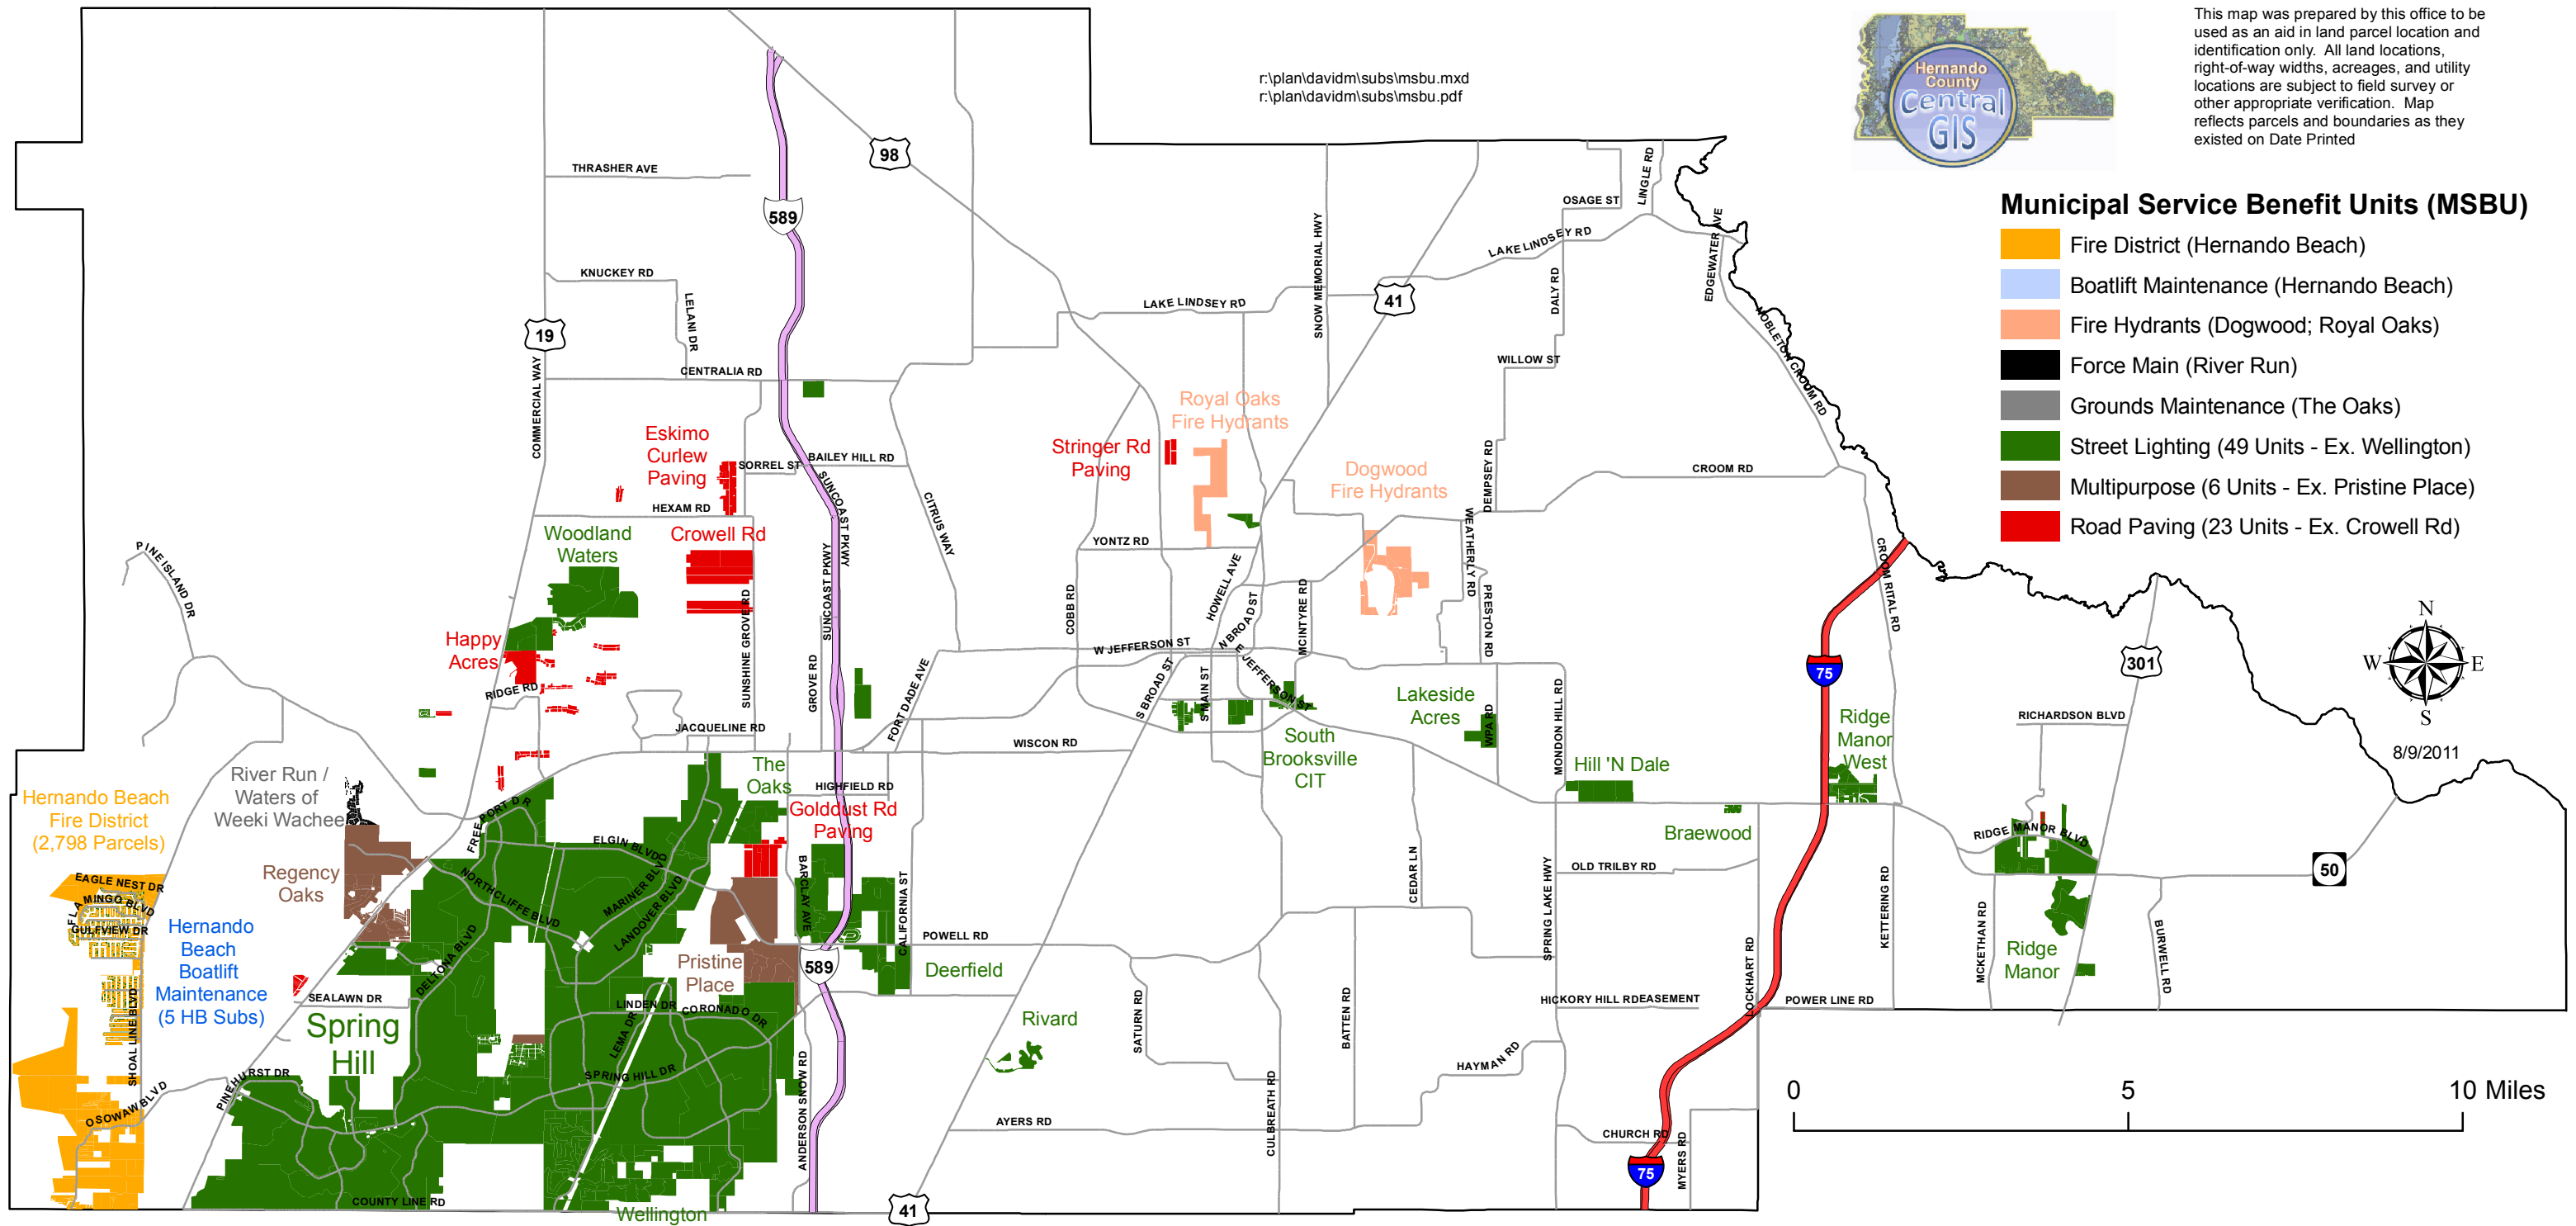 r:\plan\davidm\subs\msbu.mxd
r:\plan\davidm\subs\msbu.pdf
Hernando
County
Central
GIS
This map was prepared by this office to be
used as an aid in land parcel location and
identification only.  All land locations,
right-of-way widths, acreages, and utility
locations are subject to field survey or
other appropriate verification.  Map
reflects parcels and boundaries as they
existed on Date Printed
Municipal Service Benefit Units (MSBU)
Fire District (Hernando Beach)
Boatlift Maintenance (Hernando Beach)
Fire Hydrants (Dogwood; Royal Oaks)
Force Main (River Run)
Grounds Maintenance (The Oaks)
Street Lighting (49 Units - Ex. Wellington)
Multipurpose (6 Units - Ex. Pristine Place)
Road Paving (23 Units - Ex. Crowell Rd)
N
W
E
S
8/9/2011
0
5
10 Miles
98
THRASHER AVE
589
KNUCKEY RD
LELANI DR
19
COMMERCIAL WAY
CENTRALIA RD
Eskimo
Curlew
Paving
SORREL ST
BAILEY HILL RD
HEXAM RD
SUNCOAST PKWY
SUNCOAST PKWY
CITRUS WAY
Woodland
Waters
Crowell Rd
PINE ISLAND DR
Happy
Acres
RIDGE RD
SUNSHINE GROVE RD
GROVE RD
FORT DADE AVE
JACQUELINE RD
WISCON RD
LAKE LINDSEY RD
SNOW MEMORIAL HWY
41
LAKE LINDSEY RD
OSAGE ST
LINGLE RD
DALY RD
EDGEWATER AVE
NOBLETON CROOM RD
WILLOW ST
Royal Oaks
Fire Hydrants
Stringer Rd
Paving
Dogwood
Fire Hydrants
DEMPSEY RD
CROOM RD
YONTZ RD
COBB RD
HOWELL AVE
N BROAD ST
MCINTYRE RD
WEATHERLY RD
PRESTON RD
CROOM RITAL RD
W JEFFERSON ST
E JEFFERSON ST
S BROAD ST
S MAIN ST
South
Brooksville
CIT
Lakeside
Acres
WPA RD
MONDON HILL RD
Hill 'N Dale
75
Ridge
Manor
West
301
RICHARDSON BLVD
Braewood
RIDGE MANOR BLVD
50
OLD TRILBY RD
CEDAR LN
SPRING LAKE HWY
KETTERING RD
MCKETHAN RD
Ridge
Manor
BURWELL RD
LOCKHART RD
HICKORY HILL RDEASEMENT
POWER LINE RD
River Run /
Waters of
Weeki Wachee
Hernando Beach
Fire District
(2,798 Parcels)
EAGLE NEST DR
FLAMINGO BLVD
GULFVIEW DR
Regency
Oaks
Hernando
Beach
Boatlift
Maintenance
(5 HB Subs)
SHOAL LINE BLVD
OSOWAW BLVD
FREEPORT DR
ELGIN BLVD
NORTHCLIFFE BLVD
MARINER BLVD
LANDOVER BLVD
DELTONA BLVD
The
Oaks
HIGHFIELD RD
Golddust Rd
Paving
BARCLAY AVE
CALIFORNIA ST
POWELL RD
Deerfield
Pristine
Place
589
SEALAWN DR
Spring
Hill
LINDEN DR
CORONADO DR
LEMA DR
SPRING HILL DR
PINEHURST DR
ANDERSON SNOW RD
COUNTY LINE RD
Wellington
Rivard
SATURN RD
BATTEN RD
CULBREATH RD
HAYMAN RD
AYERS RD
CHURCH RD
MYERS RD
75
41